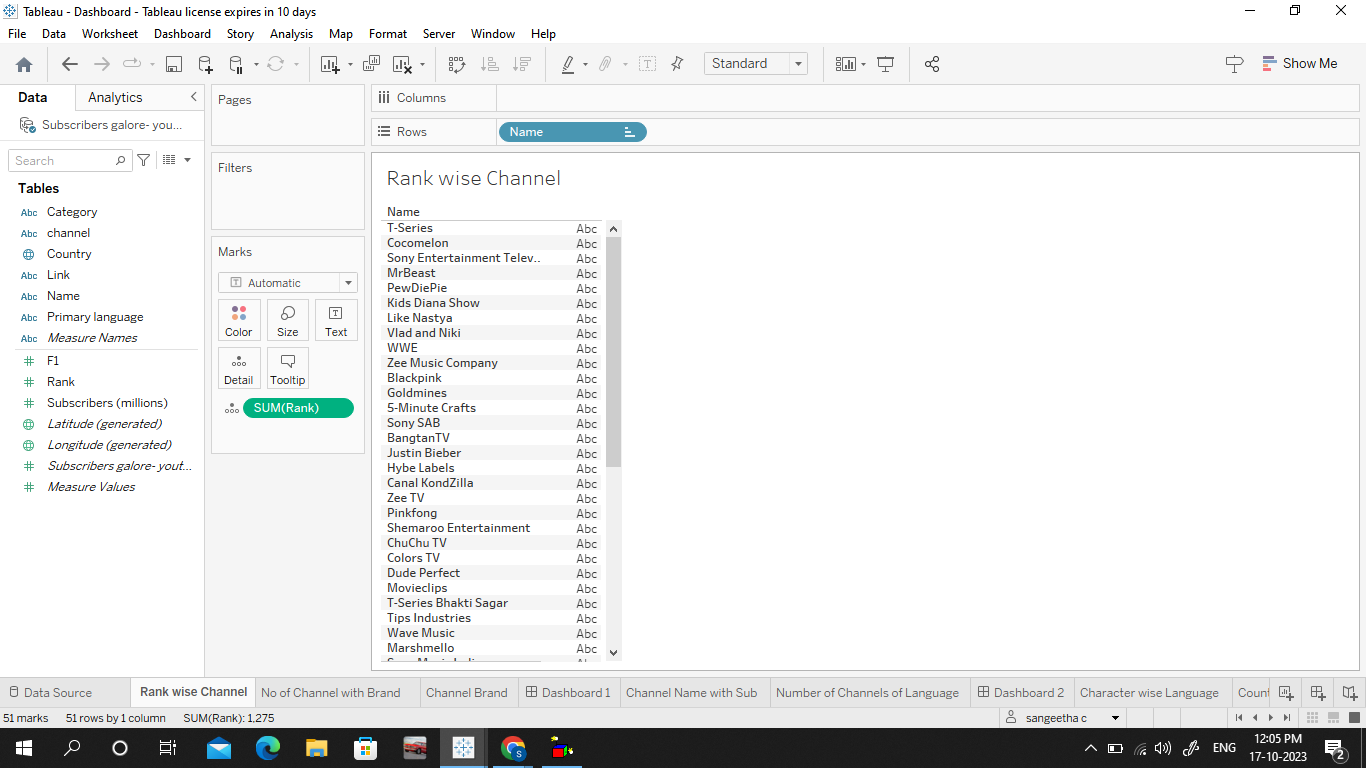 Tableau - Dashboard - Tableau license expires in 10 days
File Data Worksheet Dashboard Story Analysis Map Format Server Window Help
Standard
Show Me
Data Analytics
Subscribers galore- you...
Search
Tables
Abc Category
Abc channel
Country
Abc Link
Abc Name
Abc Primary language
Abc Measure Names
# F1
# Rank
# Subscribers (millions)
Latitude (generated)
Longitude (generated)
# Subscribers galore- yout...
# Measure Values
Pages
Filters
Marks
Automatic
Color Size Text
Detail Tooltip
SUM(Rank)
Columns
Rows Name
Rank wise Channel
Name
T-Series Abc
Cocomelon Abc
Sony Entertainment Telev.. Abc
MrBeast Abc
PewDiePie Abc
Kids Diana Show Abc
Like Nastya Abc
Vlad and Niki Abc
WWE Abc
Zee Music Company Abc
Blackpink Abc
Goldmines Abc
5-Minute Crafts Abc
Sony SAB Abc
BangtanTV Abc
Justin Bieber Abc
Hybe Labels Abc
Canal KondZilla Abc
Zee TV Abc
Pinkfong Abc
Shemaroo Entertainment Abc
ChuChu TV Abc
Colors TV Abc
Dude Perfect Abc
Movieclips Abc
T-Series Bhakti Sagar Abc
Tips Industries Abc
Wave Music Abc
Marshmello Abc
Data Source Rank wise Channel No of Channel with Brand Channel Brand Dashboard 1 Channel Name with Sub Number of Channels of Language Dashboard 2 Character wise Language Count
51 marks 51 rows by 1 column SUM(Rank): 1,275 sangeetha c
ENG 12:05 PM
17-10-2023 2